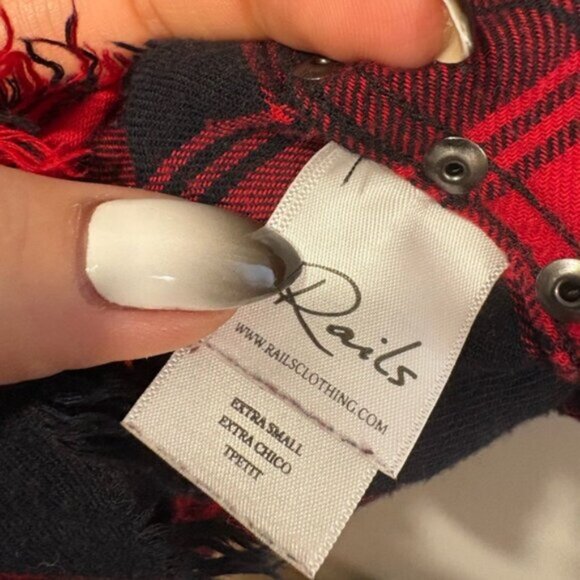 Rails
WWW.RAILSCLOTHING.COM
EXTRA SMALL
EXTRA CHICO
TPETIT